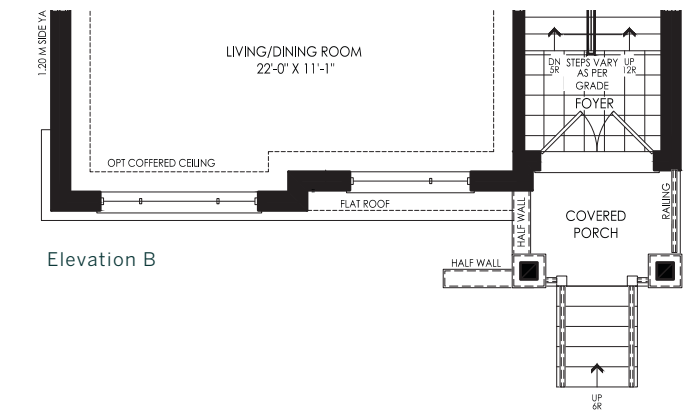 1.20 M SIDE YA
LIVING/DINING ROOM
22'-0" X 11'-1"
DN
5R
STEPS VARY
AS PER
GRADE
UP
12R
FOYER
OPT COFFERED CEILING
FLAT ROOF
HALF WALL
COVERED
PORCH
RAILING
Elevation B
HALF WALL
UP
6R